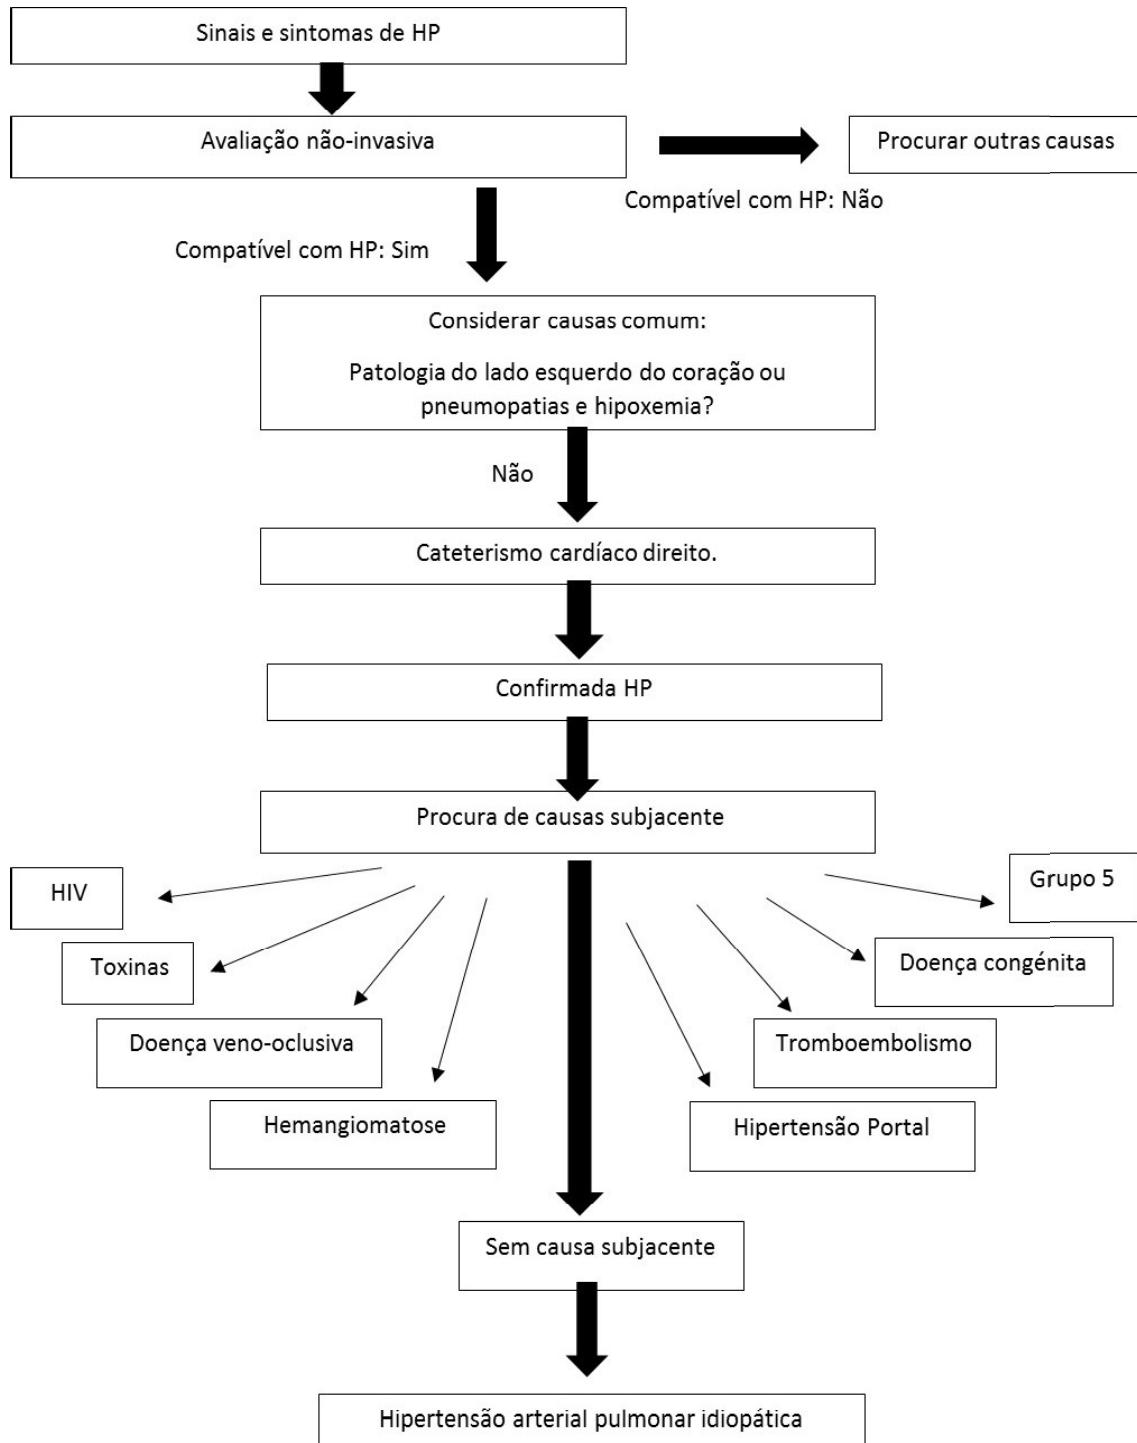 Sinais e sintomas de HP
Avaliação não-invasiva
Procurar outras causas
Compatível com HP: Não
Compatível com HP: Sim
Considerar causas comum:
Patologia do lado esquerdo do coração ou
pneumopatias e hipoxemia?
Não
Cateterismo cardíaco direito.
Confirmada HP
Procura de causas subjacente
HIV
Grupo 5
Toxinas
Doença congénita
Doença veno-oclusiva
Tromboembolismo
Hemangiomatose
Hipertensão Portal
Sem causa subjacente
Hipertensão arterial pulmonar idiopática